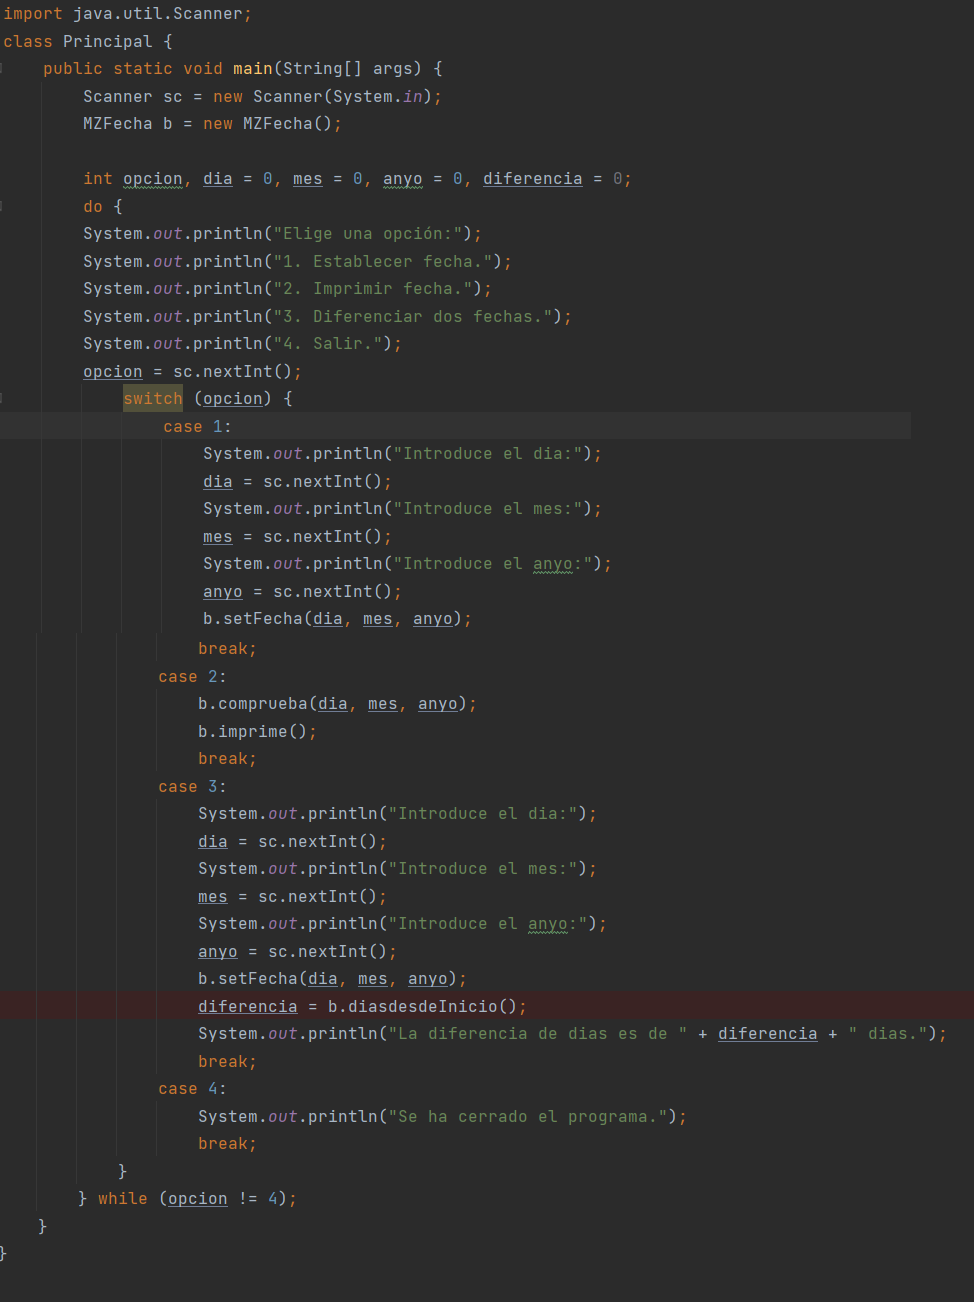 import java.util.Scanner;
class Principal {
public static void main(String[] args) {
Scanner sc = new Scanner(System.in);
MZFecha b = new MZFecha();
int opcion, dia = 0, mes = 0, anyo = 0, diferencia = 0;
do {
System.out.println("Elige una opción:");
System.out.println("1. Establecer fecha.");
System.out.println("2. Imprimir fecha.");
System.out.println("3. Diferenciar dos fechas.");
System.out.println("4. Salir.");
opcion = sc.nextInt();
switch (opcion) {
case 1:
System.out.println("Introduce el dia:");
dia = sc.nextInt();
System.out.println("Introduce el mes:");
mes = sc.nextInt();
System.out.println("Introduce el anyo:");
anyo = sc.nextInt();
b.setFecha(dia, mes, anyo);
break;
case 2:
b.comprueba(dia, mes, anyo);
b.imprime();
break;
case 3:
System.out.println("Introduce el dia:");
dia = sc.nextInt();
System.out.println("Introduce el mes:");
mes = sc.nextInt();
System.out.println("Introduce el anyo:");
anyo = sc.nextInt();
b.setFecha(dia, mes, anyo);
diferencia = b.diasdesdeInicio();
System.out.println("La diferencia de dias es de " + diferencia + " dias.");
break;
case 4:
System.out.println("Se ha cerrado el programa.");
break;
}
} while (opcion != 4);
}
}